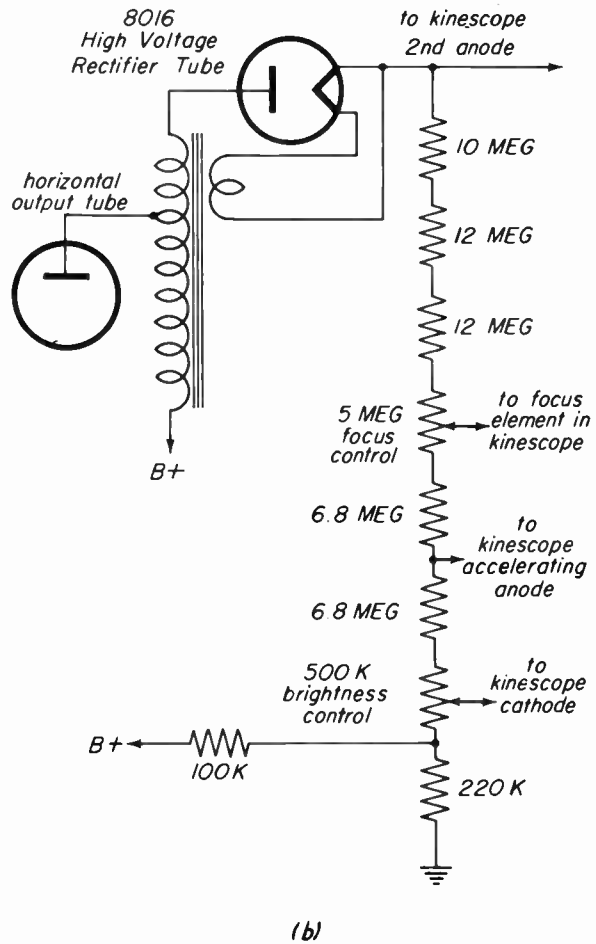 8016
High Voltage
Rectifier Tube
to kinescope
2nd anode
10 MEG
horizontal
output tube
12 MEG
12 MEG
5 MEG
focus
control
to focus
element in
kinescope
B+
6.8 MEG
to
kinescope
accelerating
anode
6.8 MEG
500 K
brightness
control
to
kinescope
cathode
B+
100K
220 K
(b)